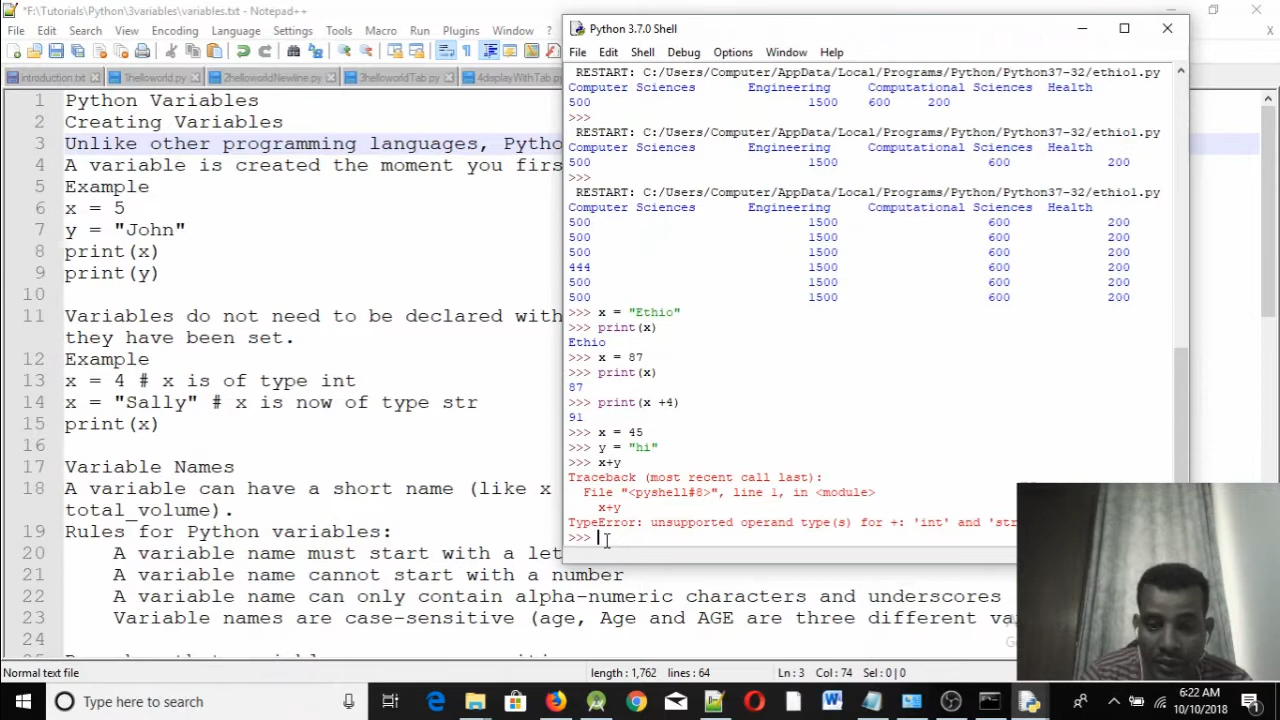 *F:\Tutorials\Python\3variables\variables.txt - Notepad++
File Edit Search View Encoding Language Settings Tools Macro Run Plugins Window
X
introduction.txt 1helloworld.py 2helloworldNewline.py 3helloworldTab.py 4displayWithTab.py
1 Python Variables
2 Creating Variables
3 Unlike other programming languages, Pytho
4 A variable is created the moment you firs
5 Example
6 x = 5
7 y = "John"
8 print(x)
9 print(y)
10
11 Variables do not need to be declared with
they have been set.
12 Example
13 x = 4 # x is of type int
14 x = "Sally" # x is now of type str
15 print(x)
16
17 Variable Names
18 A variable can have a short name (like x
total_volume).
19 Rules for Python variables:
20 A variable name must start with a let
21 A variable name cannot start with a number
22 A variable name can only contain alpha-numeric characters and underscores
23 Variable names are case-sensitive (age, Age and AGE are three different va
24
Normal text file length : 1,762 lines : 64 Ln : 3 Col : 74 Sel : 0 | 0
Python 3.7.0 Shell
File Edit Shell Debug Options Window Help
RESTART: C:/Users/Computer/AppData/Local/Programs/Python/Python37-32/ethio1.py
Computer Sciences Engineering Computational Sciences Health
500 1500 600 200
>>>
RESTART: C:/Users/Computer/AppData/Local/Programs/Python/Python37-32/ethio1.py
Computer Sciences Engineering Computational Sciences Health
500 1500 600 200
>>>
RESTART: C:/Users/Computer/AppData/Local/Programs/Python/Python37-32/ethio1.py
Computer Sciences Engineering Computational Sciences Health
500 1500 600 200
500 1500 600 200
500 1500 600 200
444 1500 600 200
500 1500 600 200
500 1500 600 200
>>> x = "Ethio"
>>> print(x)
Ethio
>>> x = 87
>>> print(x)
87
>>> print(x +4)
91
>>> x = 45
>>> y = "hi"
>>> x+y
Traceback (most recent call last):
File "<pyshell#8>", line 1, in <module>
x+y
TypeError: unsupported operand type(s) for +: 'int' and 'str
>>>
Type here to search
6:22 AM
10/10/2018